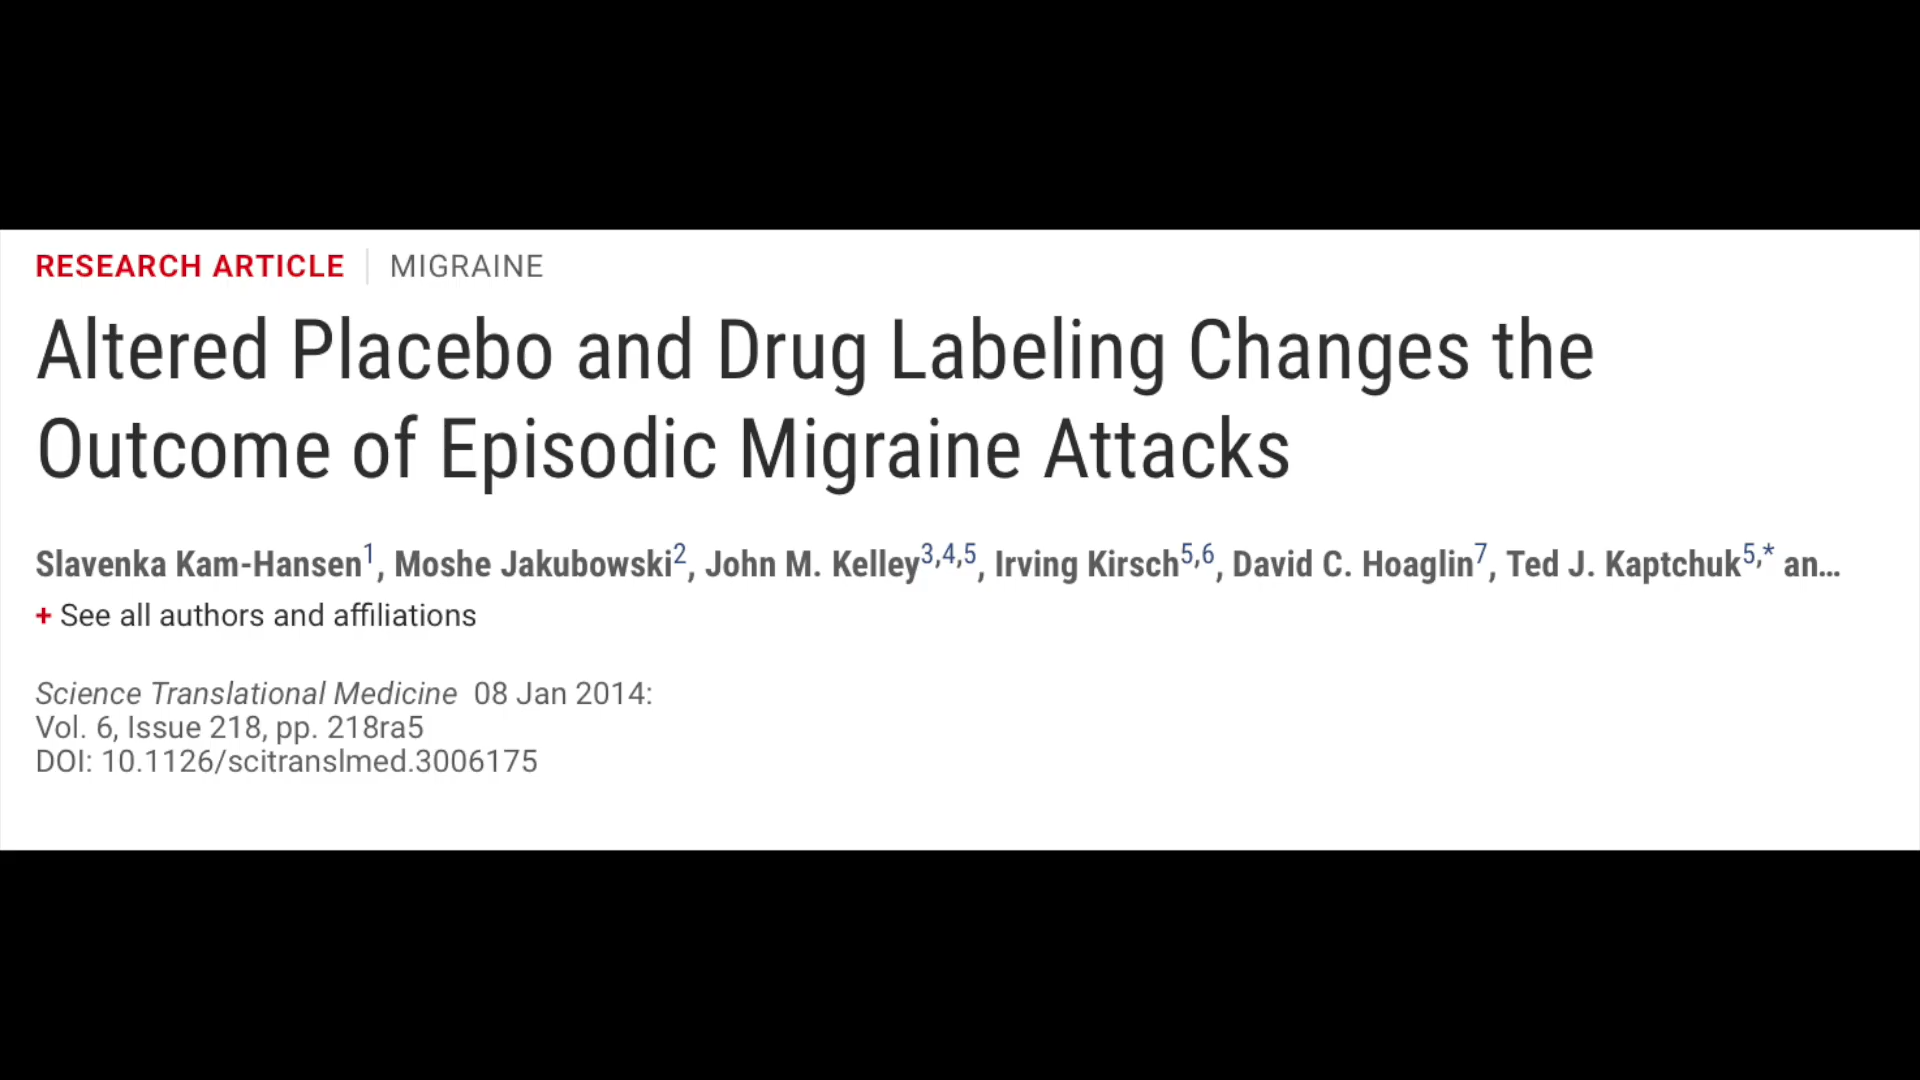 RESEARCH ARTICLE | MIGRAINE
Altered Placebo and Drug Labeling Changes the
Outcome of Episodic Migraine Attacks
Slavenka Kam-Hansen1, Moshe Jakubowski2, John M. Kelley3,4,5, Irving Kirsch5,6, David C. Hoaglin7, Ted J. Kaptchuk5,* an…
+ See all authors and affiliations
Science Translational Medicine 08 Jan 2014:
Vol. 6, Issue 218, pp. 218ra5
DOI: 10.1126/scitranslmed.3006175